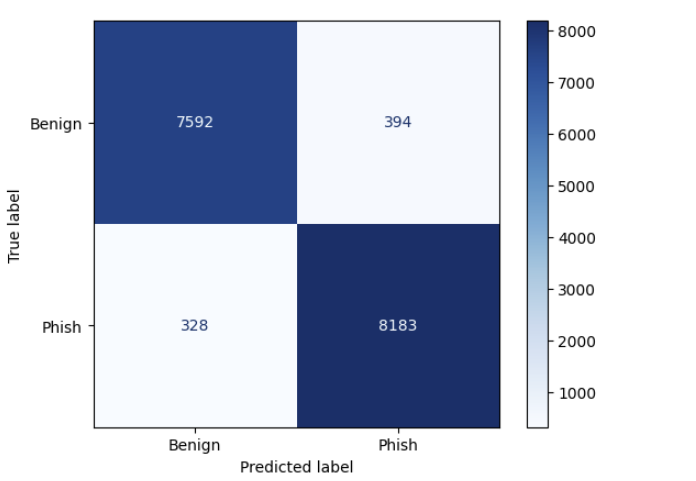 Benign
7592
394
Phish
328
8183
Benign
Phish
Predicted label
True label
8000
7000
6000
5000
4000
3000
2000
1000